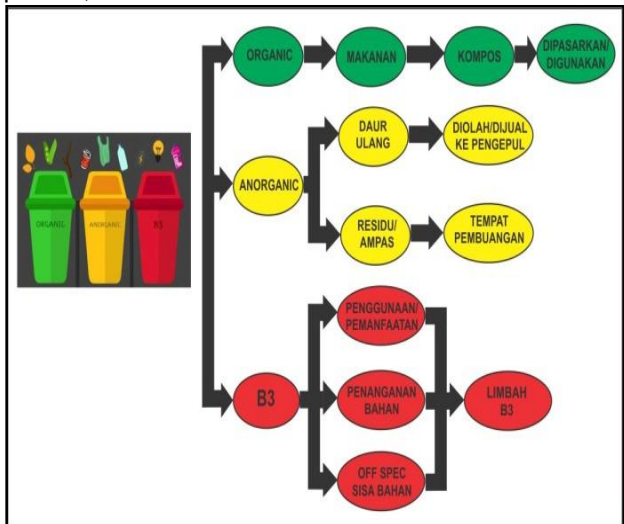 ORGANIC
MAKANAN
KOMPOS
DIPASARKAN/
DIGUNAKAN
ORGANIC
ANORGANIC
B3
ANORGANIC
DAUR
ULANG
DIOLAH/DIJUAL
KE PENGEPUL
RESIDU/
AMPAS
TEMPAT
PEMBUANGAN
B3
PENGGUNAAN/
PEMANFAATAN
PENANGANAN
BAHAN
OFF SPEC
SISA BAHAN
LIMBAH
B3